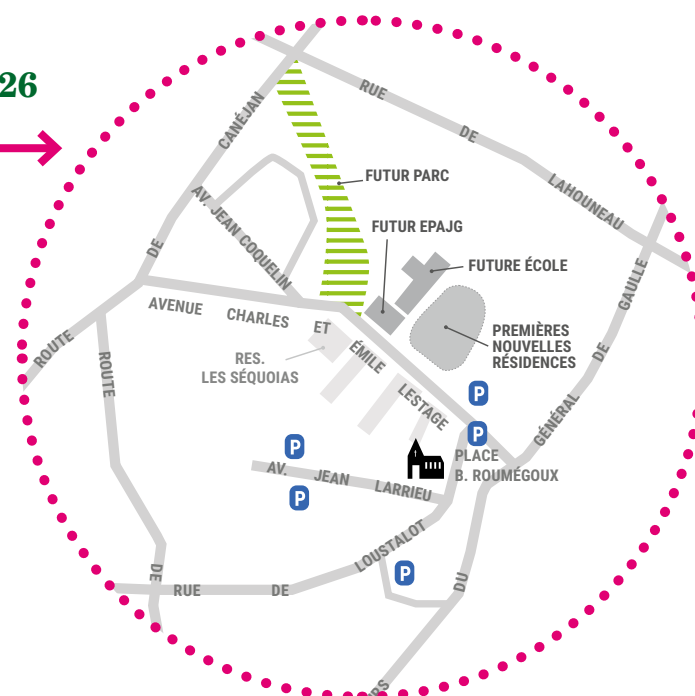 26
RUE DE LAHOUNEAU
CANÉJAN
DE
ROUTE
FUTUR PARC
AV. JEAN COQUELIN
FUTUR EPAJG
FUTURE ÉCOLE
GAULLE
DE
GÉNÉRAL
DU
AVENUE CHARLES ET ÉMILE LESTAGE
PREMIÈRES
NOUVELLES
RÉSIDENCES
RES.
LES SÉQUOIAS
ROUTE
DE
P
P
PLACE
B. ROUMÉGOUX
P
AV. JEAN LARRIEU
P
P
RUE DE LOUSTALOT
RS